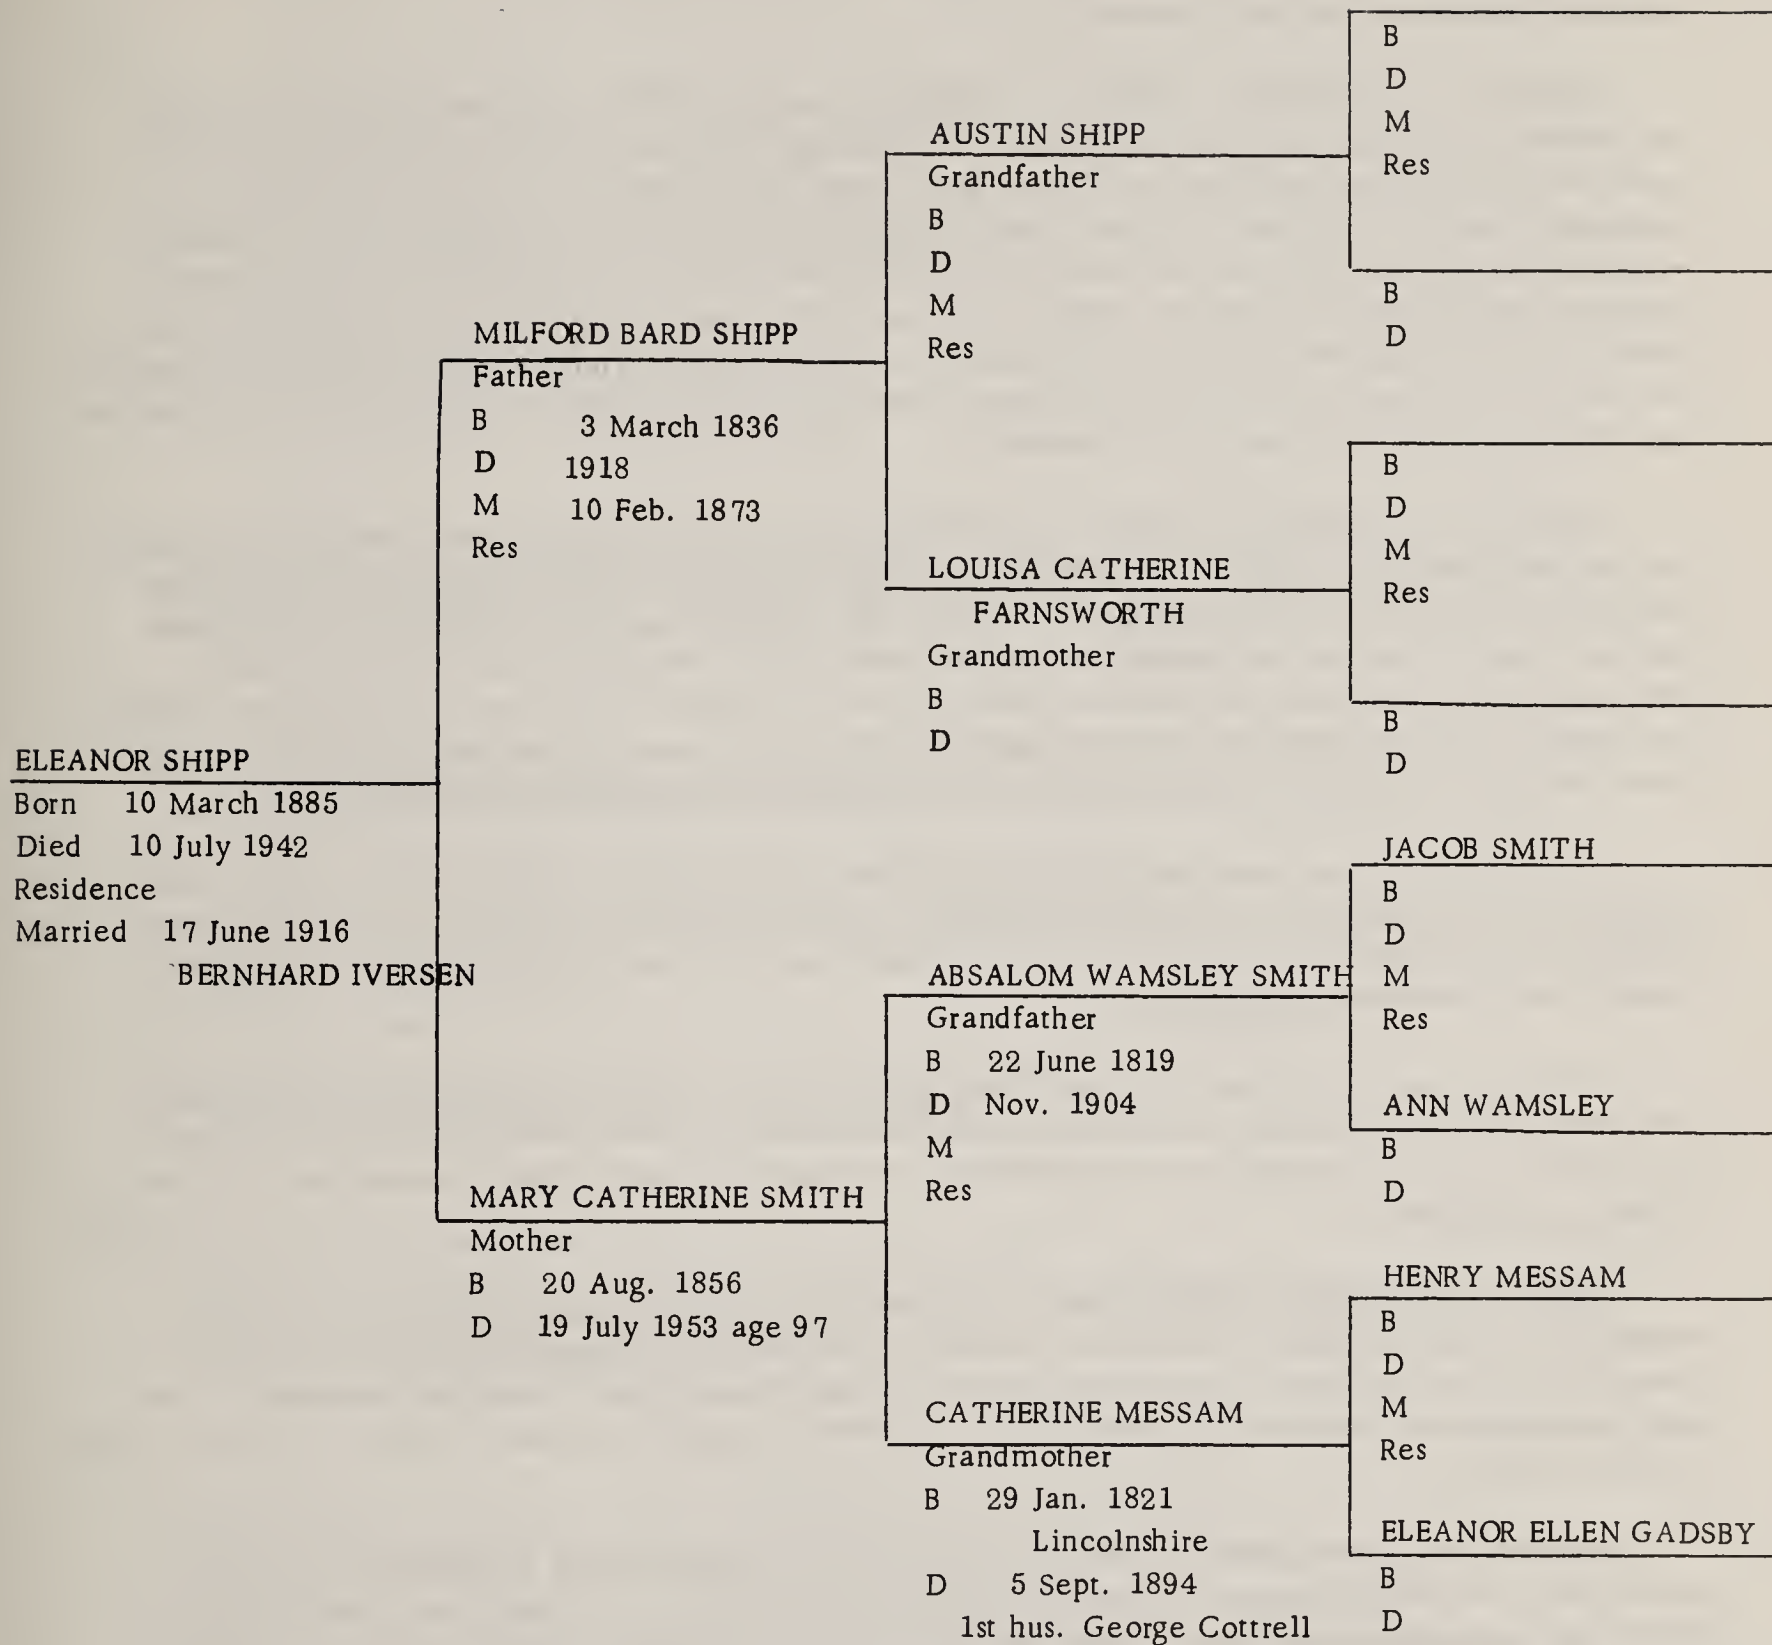 ELEANOR SHIPP
Born 10 March 1885
Died 10 July 1942
Residence
Married 17 June 1916
BERNHARD IVERSEN
MILFORD BARD SHIPP
Father
B 3 March 1836
D 1918
M 10 Feb. 1873
Res
MARY CATHERINE SMITH
Mother
B 20 Aug. 1856
D 19 July 1953 age 97
AUSTIN SHIPP
Grandfather
B
D
M
Res
LOUISA CATHERINE
FARNSWORTH
Grandmother
B
D
ABSALOM WAMSLEY SMITH
Grandfather
B 22 June 1819
D Nov. 1904
M
Res
CATHERINE MESSAM
Grandmother
B 29 Jan. 1821
Lincolnshire
D 5 Sept. 1894
1st hus. George Cottrell
B
D
M
Res
B
D
B
D
M
Res
B
D
JACOB SMITH
B
D
M
Res
ANN WAMSLEY
B
D
HENRY MESSAM
B
D
M
Res
ELEANOR ELLEN GADSBY
B
D